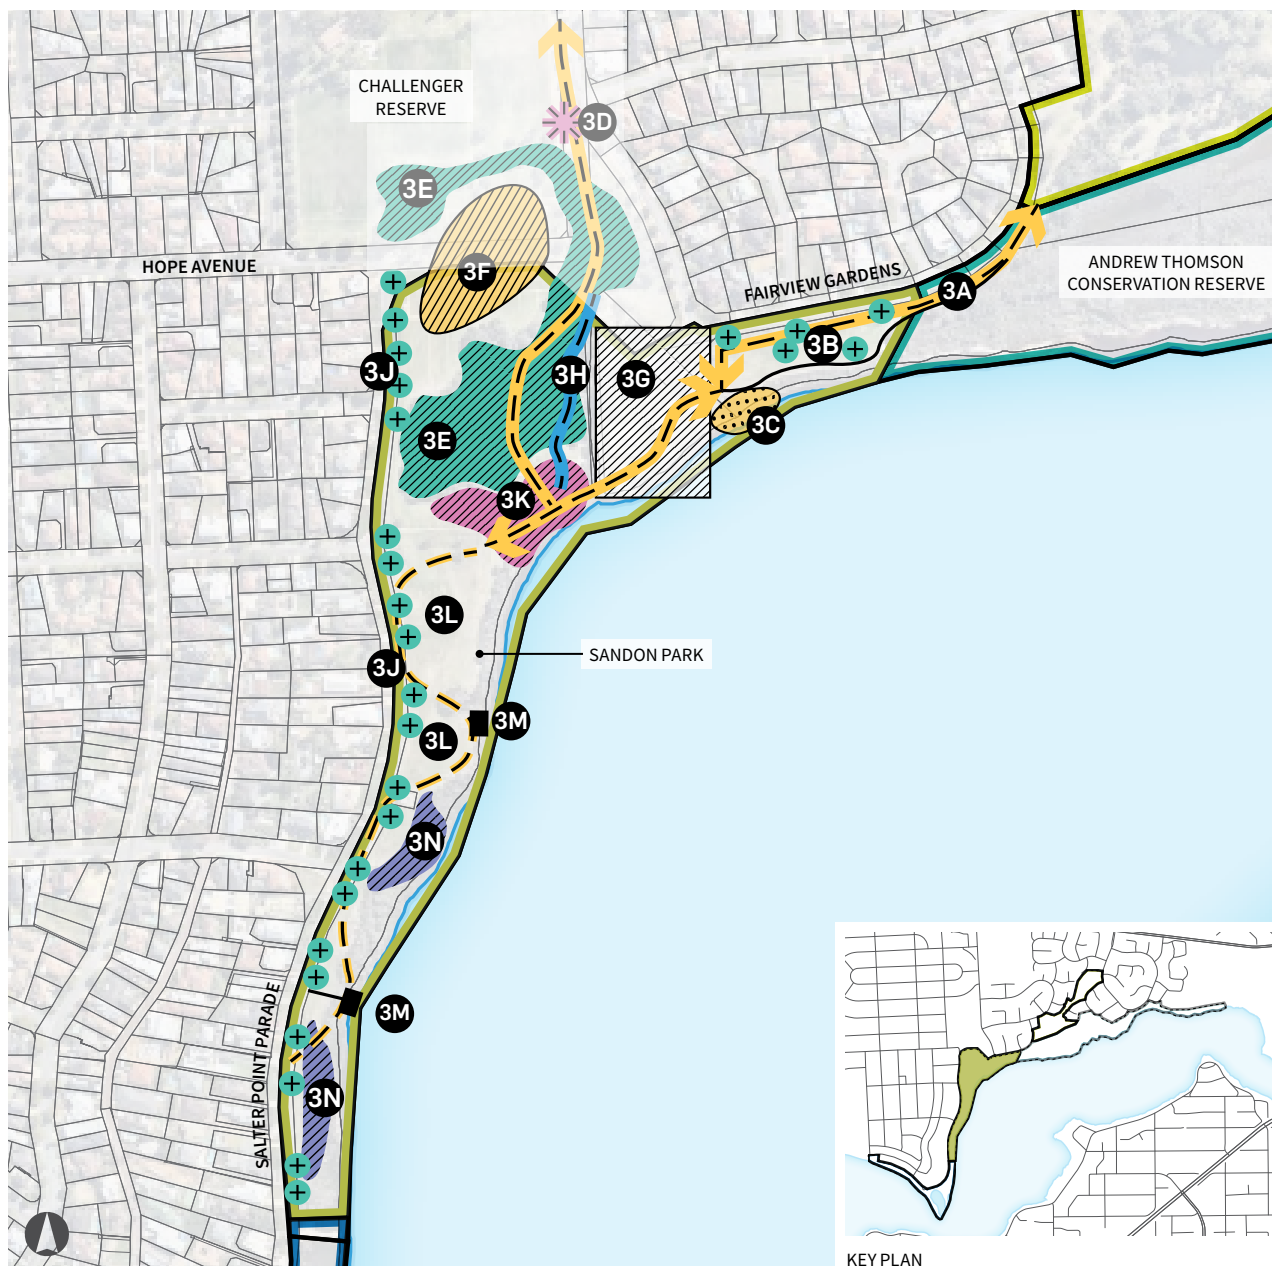 CHALLENGER
RESERVE
3D
3E
HOPE AVENUE
3F
FAIRVIEW GARDENS
ANDREW THOMSON
CONSERVATION RESERVE
3A
3B
3J
3H
3G
3C
3E
3K
3L
SANDON PARK
3J
3L
3M
3N
3M
SALTER POINT PARADE
3N
KEY PLAN